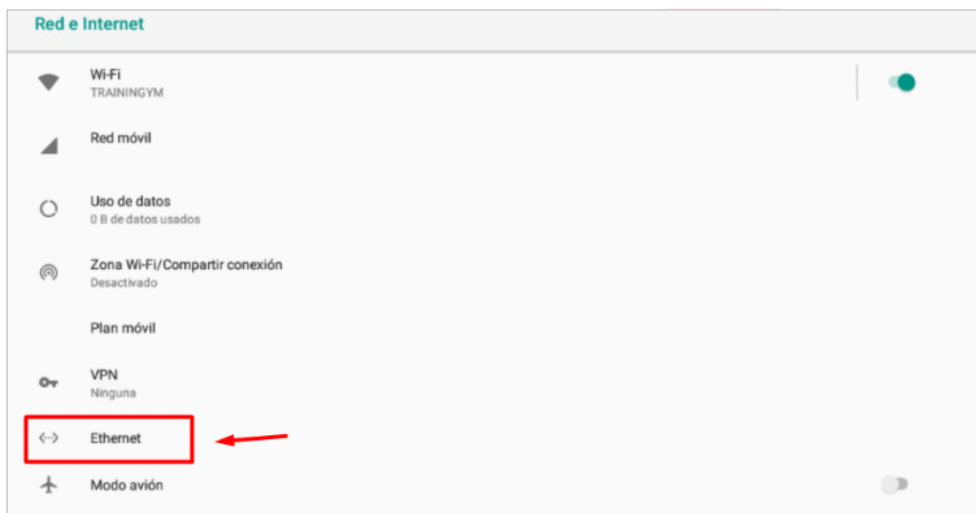 Red e Internet
Wi-Fi
TRAININGYM
Red móvil
Uso de datos
0 B de datos usados
Zona Wi-Fi/Compartir conexión
Desactivado
Plan móvil
VPN
Ninguna
Ethernet
Modo avión